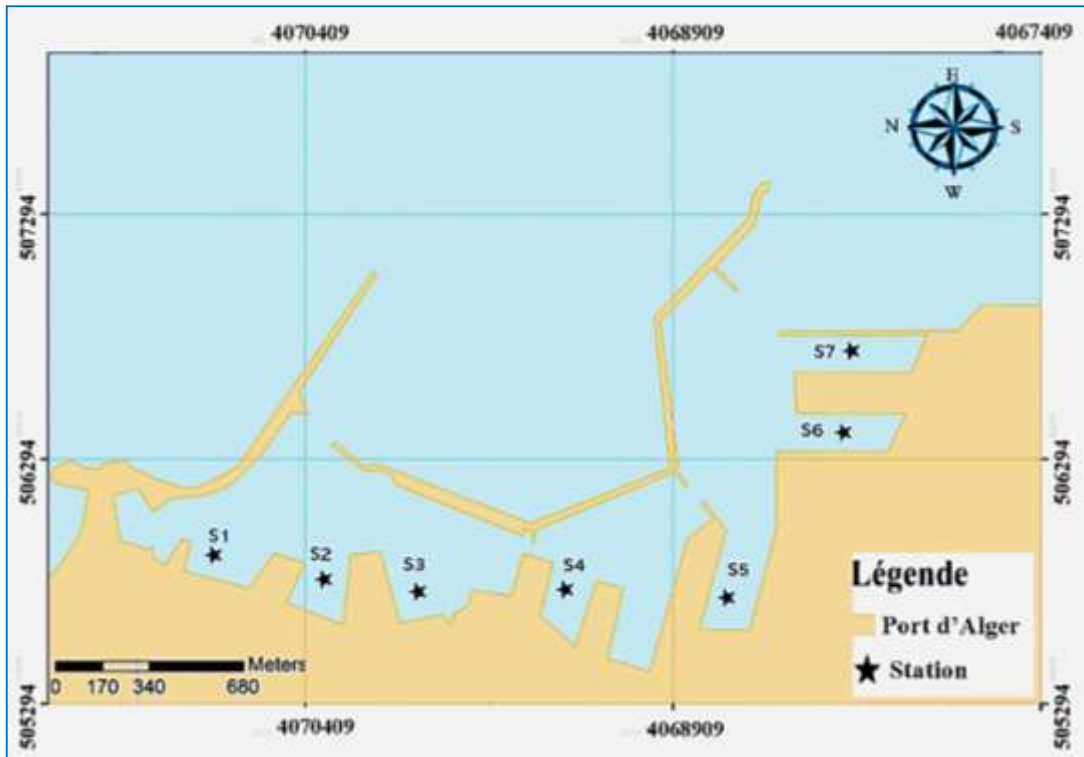 4070409
4068909
4067409
E
N
S
W
507294
507294
506294
506294
505294
505294
S7
S6
S1
S2
S3
S4
S5
Légende
Port d'Alger
Station
Meters
0 170 340 680
4070409
4068909